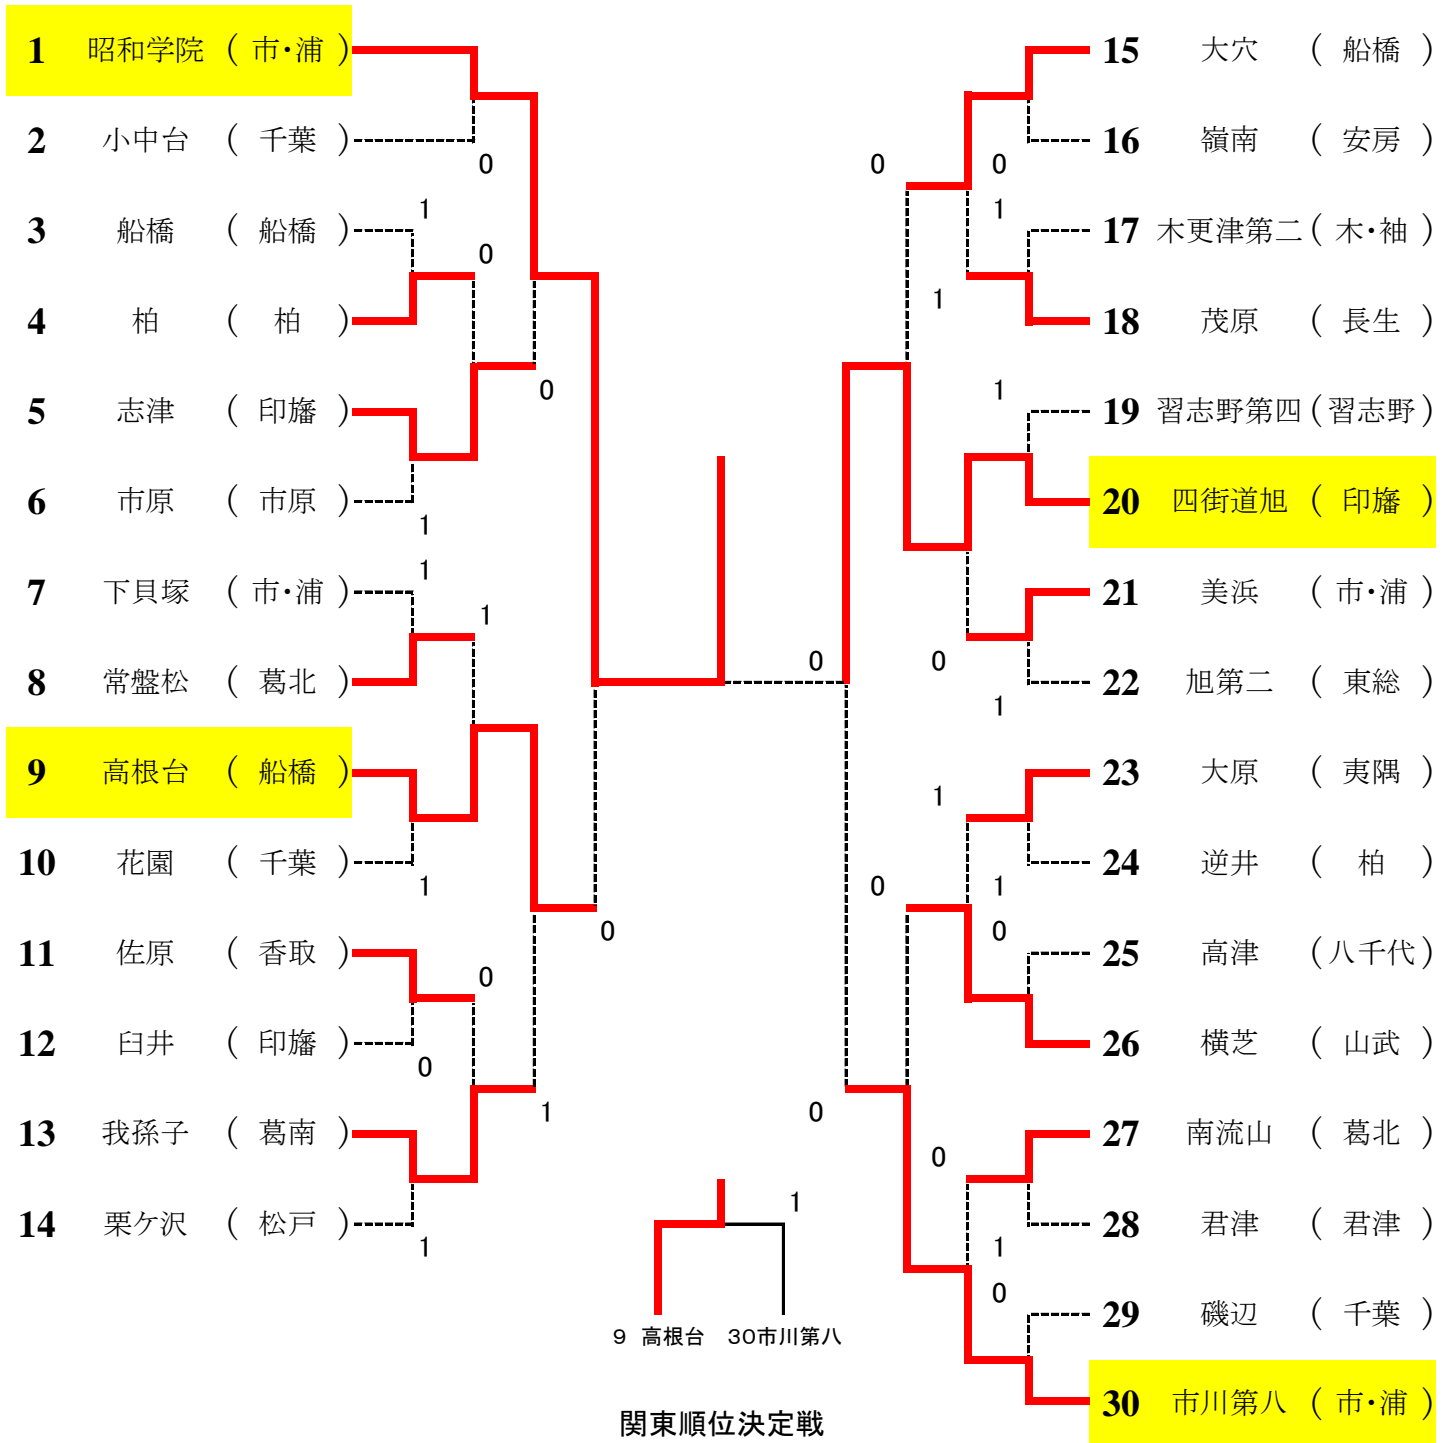 1 昭和学院 ( 市・浦 )
2 小中台 ( 千葉 )
0
1
3 船橋 ( 船橋 )
0
4 柏 ( 柏 )
0
5 志津 ( 印旛 )
6 市原 ( 市原 )
1
1
7 下貝塚 ( 市・浦 )
1
8 常盤松 ( 葛北 )
9 高根台 ( 船橋 )
10 花園 ( 千葉 )
1
0
11 佐原 ( 香取 )
0
12 臼井 ( 印旛 )
0
1
13 我孫子 ( 葛南 )
14 栗ケ沢 ( 松戸 )
1
15 大穴 ( 船橋 )
16 嶺南 ( 安房 )
0
0
1
17 木更津第二 ( 木・袖 )
1
18 茂原 ( 長生 )
1
19 習志野第四 ( 習志野 )
20 四街道旭 ( 印旛 )
21 美浜 ( 市・浦 )
0
0
22 旭第二 ( 東総 )
1
23 大原 ( 夷隅 )
1
24 逆井 ( 柏 )
0
1
0
25 高津 ( 八千代 )
26 横芝 ( 山武 )
0
27 南流山 ( 葛北 )
0
28 君津 ( 君津 )
1
0
29 磯辺 ( 千葉 )
30 市川第八 ( 市・浦 )
1
9 高根台 30市川第八
関東順位決定戦